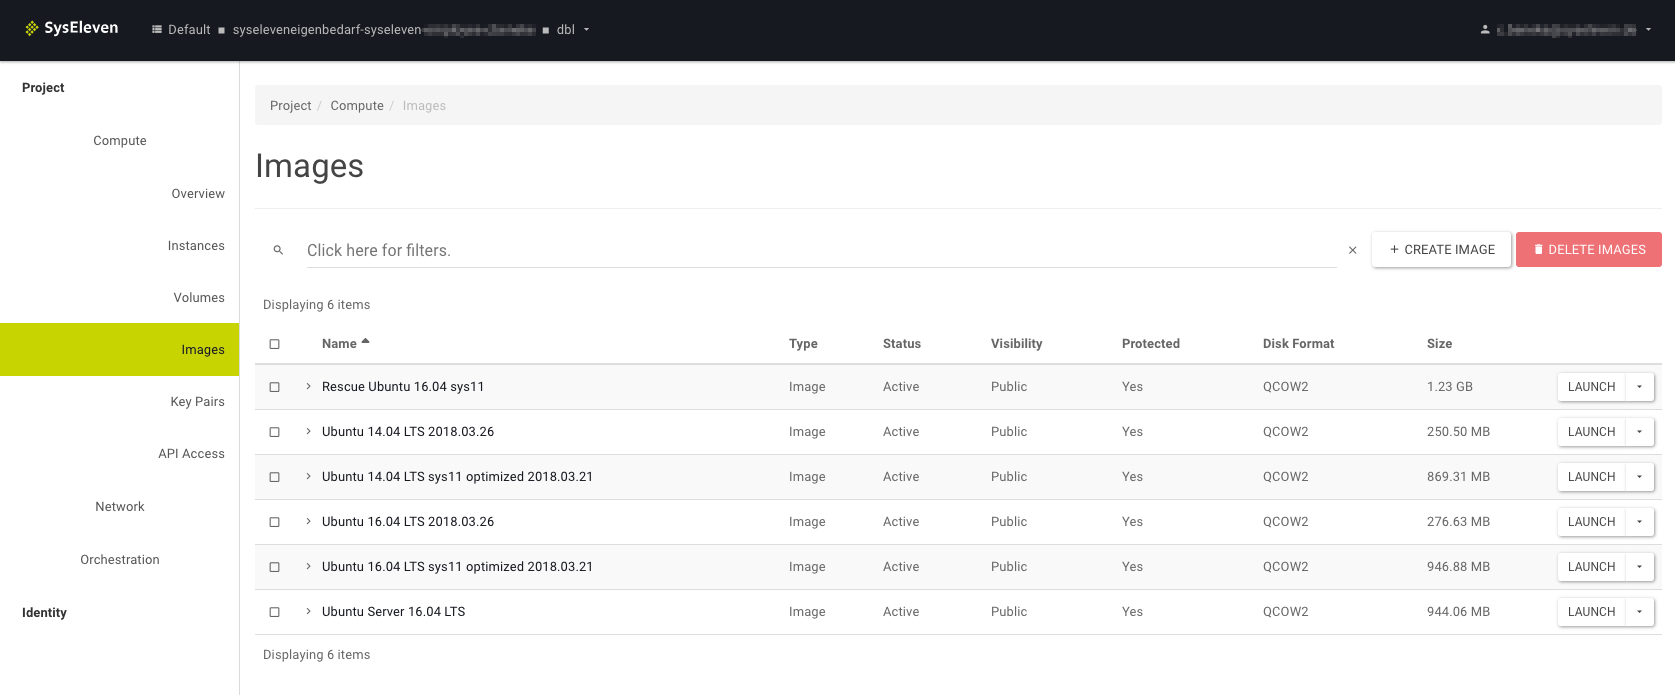 SysEleven Default syseleveneigenbedarf-syseleven- dbl
Project
Compute
Overview
Instances
Volumes
Images
Key Pairs
API Access
Network
Orchestration
Identity
Project / Compute / Images
Images
Click here for filters. × + CREATE IMAGE DELETE IMAGES
Displaying 6 items
Name Type Status Visibility Protected Disk Format Size
Rescue Ubuntu 16.04 sys11 Image Active Public Yes QCOW2 1.23 GB LAUNCH
Ubuntu 14.04 LTS 2018.03.26 Image Active Public Yes QCOW2 250.50 MB LAUNCH
Ubuntu 14.04 LTS sys11 optimized 2018.03.21 Image Active Public Yes QCOW2 869.31 MB LAUNCH
Ubuntu 16.04 LTS 2018.03.26 Image Active Public Yes QCOW2 276.63 MB LAUNCH
Ubuntu 16.04 LTS sys11 optimized 2018.03.21 Image Active Public Yes QCOW2 946.88 MB LAUNCH
Ubuntu Server 16.04 LTS Image Active Public Yes QCOW2 944.06 MB LAUNCH
Displaying 6 items